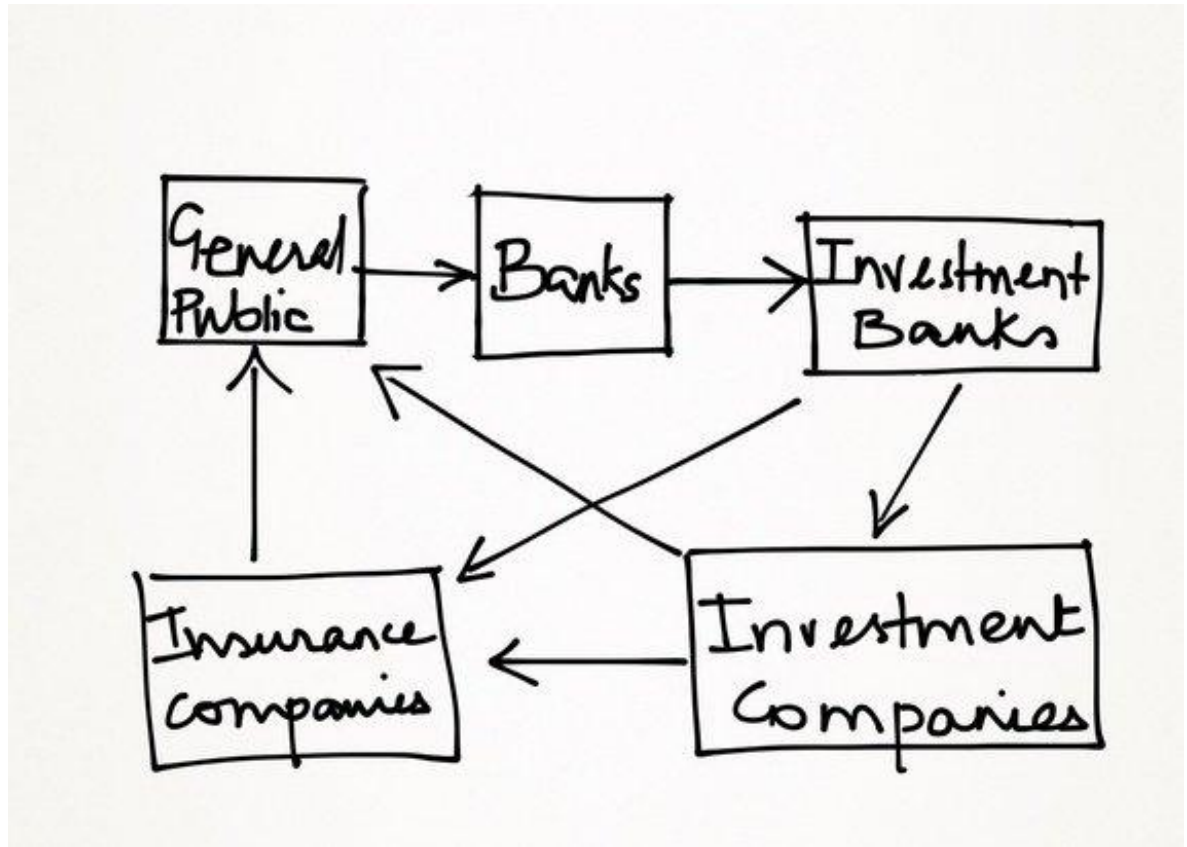 General
Public
Banks
Investment
Banks
Insurance
companies
Investment
Companies